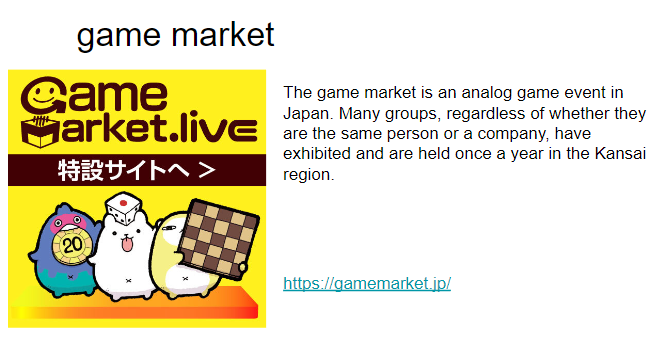 game market
Game
Market.live
特設サイトへ >
20
The game market is an analog game event in
Japan. Many groups, regardless of whether they
are the same person or a company, have
exhibited and are held once a year in the Kansai
region.
https://gamemarket.jp/